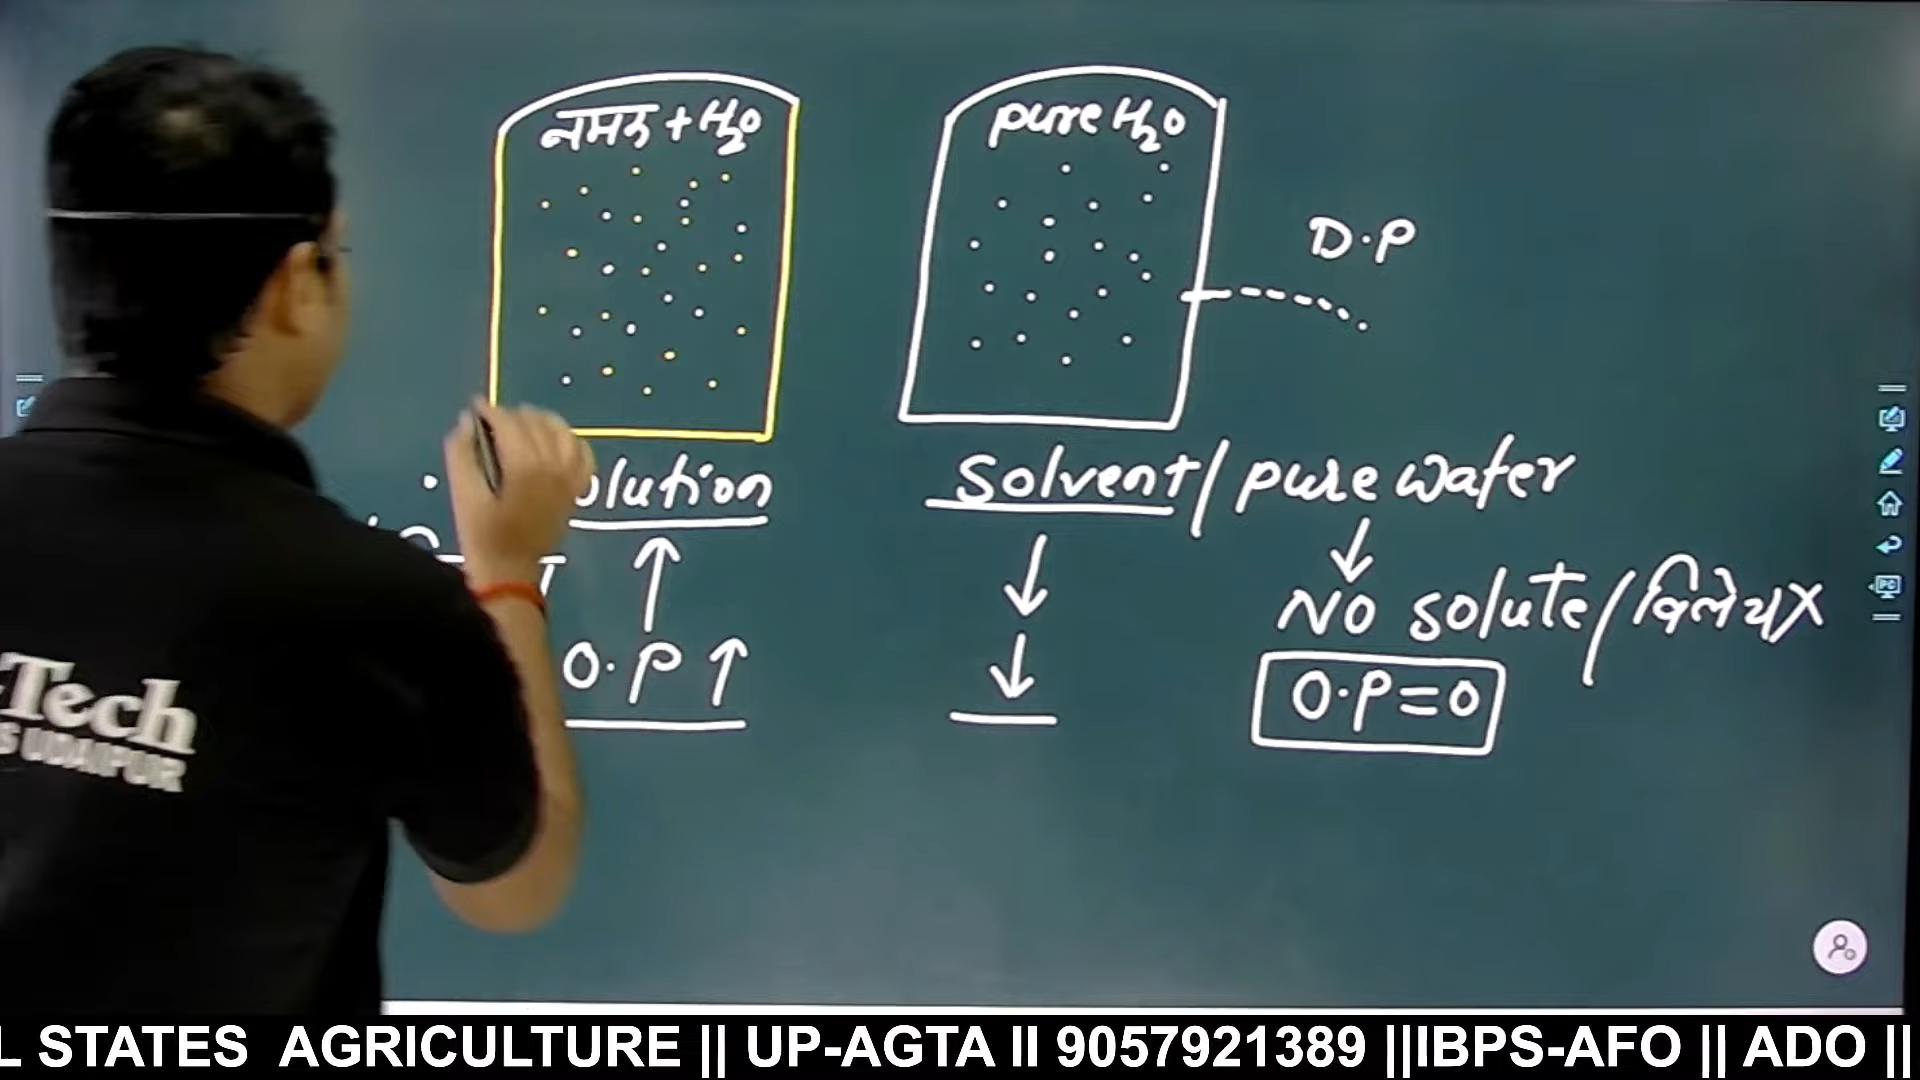 नमक + H₂O
pure H₂O
D.P
olution
Solvent / pure water
No solute / विलेय X
O.P ↑
O.P = 0
Tech
S UDAIPUR
L STATES AGRICULTURE || UP-AGTA II 9057921389 ||IBPS-AFO || ADO ||